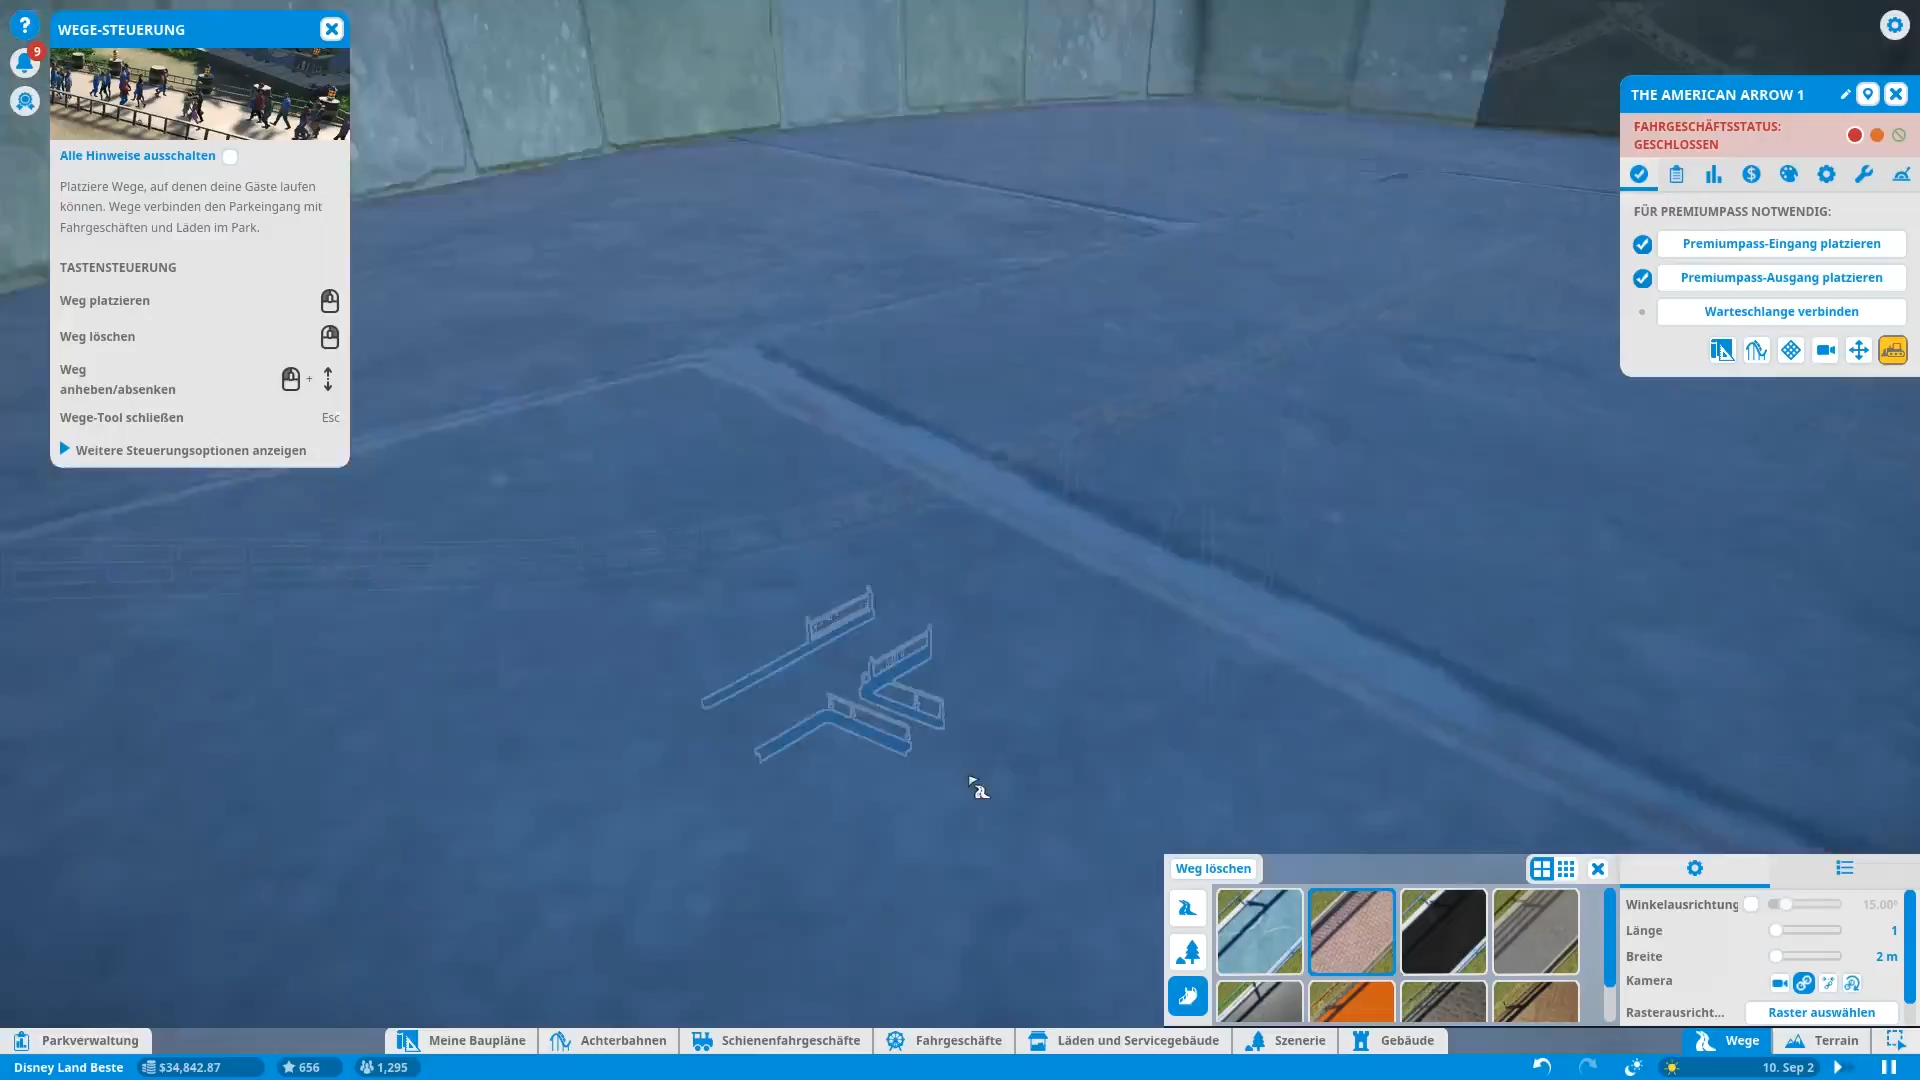 ?
9
WEGE-STEUERUNG
Alle Hinweise ausschalten
Platziere Wege, auf denen deine Gäste laufen
können. Wege verbinden den Parkeingang mit
Fahrgeschäften und Läden im Park.
TASTENSTEUERUNG
Weg platzieren
Weg löschen
Weg
anheben/absenken
+
Wege-Tool schließen
Esc
Weitere Steuerungsoptionen anzeigen
THE AMERICAN ARROW 1
FAHRGESCHÄFTSSTATUS:
GESCHLOSSEN
FÜR PREMIUMPASS NOTWENDIG:
Premiumpass-Eingang platzieren
Premiumpass-Ausgang platzieren
Warteschlange verbinden
Weg löschen
Winkelausrichtung
15.00°
Länge
1
Breite
2 m
Kamera
Rasterausricht...
Raster auswählen
Parkverwaltung
Meine Baupläne
Achterbahnen
Schienenfahrgeschäfte
Fahrgeschäfte
Läden und Servicegebäude
Szenerie
Gebäude
Wege
Terrain
Disney Land Beste
$34,842.87
656
1,295
10. Sep 2